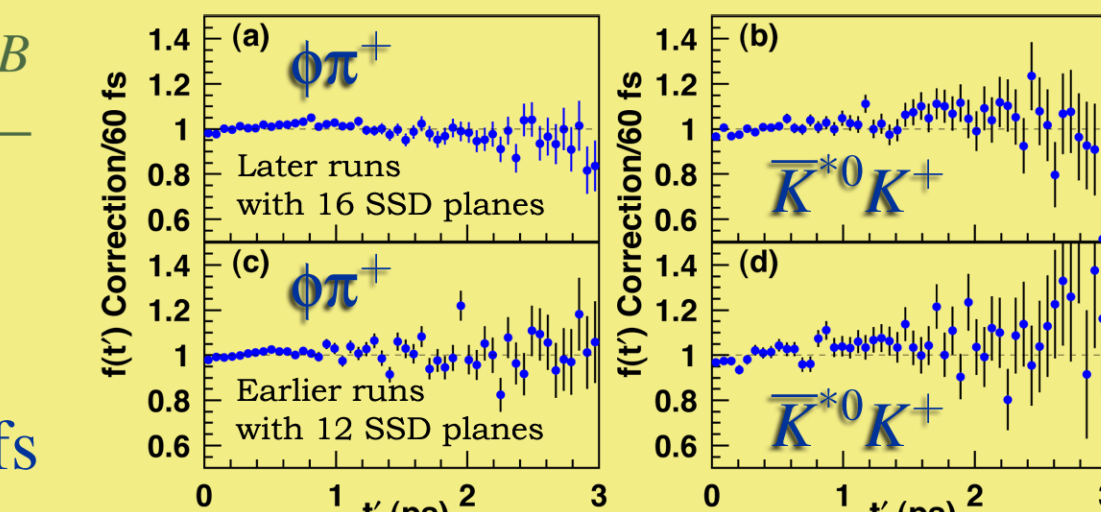 B
fs
f(t′) Correction/60 fs
1.4
1.2
1
0.8
0.6
(a)
ϕπ⁺
Later runs
with 16 SSD planes
f(t′) Correction/60 fs
1.4
1.2
1
0.8
0.6
(b)
K̅*⁰K⁺
1.4
1.2
1
0.8
0.6
(c)
ϕπ⁺
Earlier runs
with 12 SSD planes
0 1 2 3
t′ (ps)
1.4
1.2
1
0.8
0.6
(d)
K̅*⁰K⁺
0 1 2 3
t′ (ps)